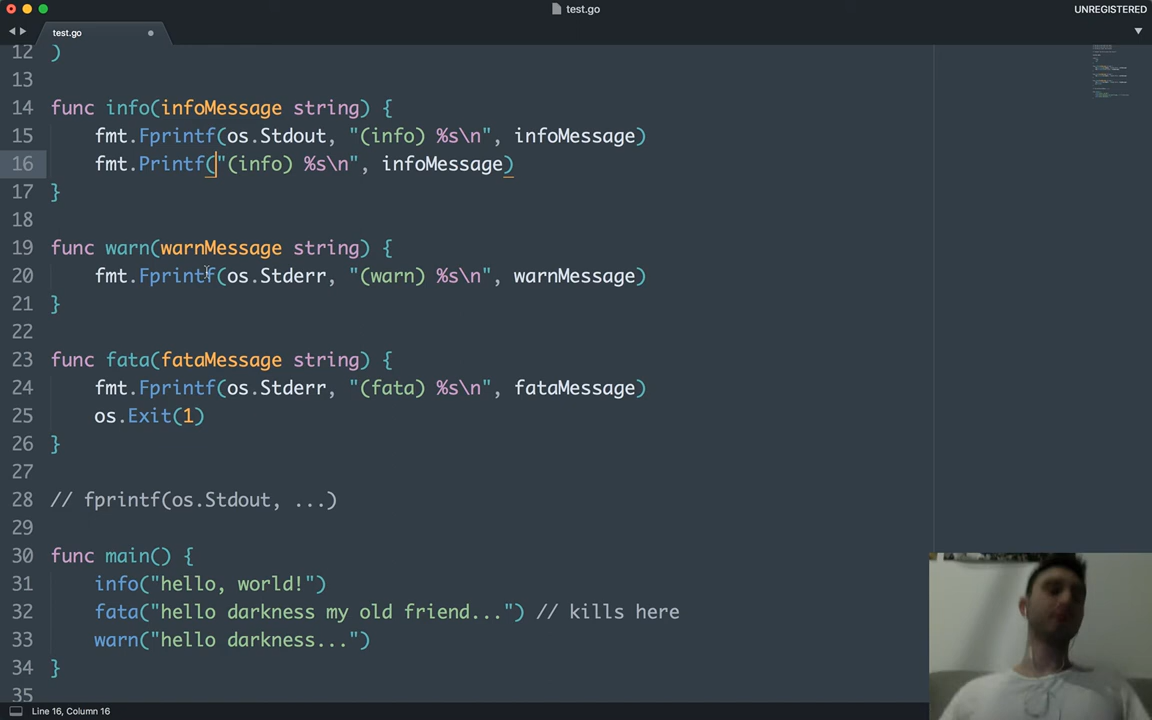 test.go
UNREGISTERED
test.go
12 )
13
14 func info(infoMessage string) {
15 fmt.Fprintf(os.Stdout, "(info) %s\n", infoMessage)
16 fmt.Printf("(info) %s\n", infoMessage)
17 }
18
19 func warn(warnMessage string) {
20 fmt.Fprintf(os.Stderr, "(warn) %s\n", warnMessage)
21 }
22
23 func fata(fataMessage string) {
24 fmt.Fprintf(os.Stderr, "(fata) %s\n", fataMessage)
25 os.Exit(1)
26 }
27
28 // fprintf(os.Stdout, ...)
29
30 func main() {
31 info("hello, world!")
32 fata("hello darkness my old friend...") // kills here
33 warn("hello darkness...")
34 }
35
Line 16, Column 16